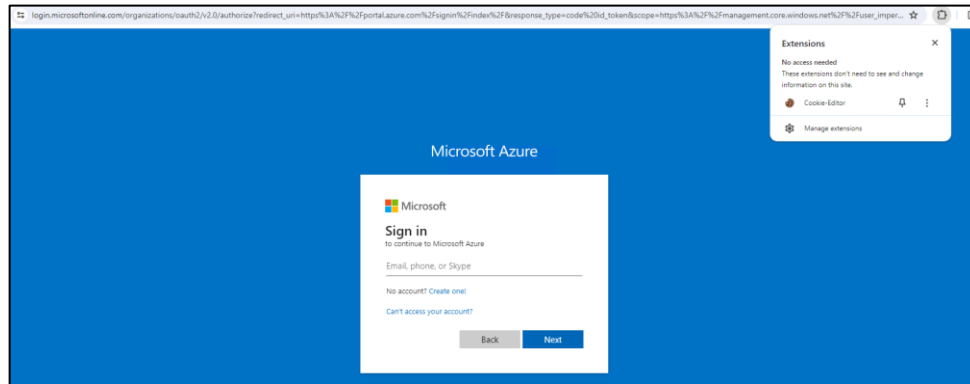 login.microsoftonline.com/organizations/oauth2/v2.0/authorize?redirect_uri=https%3A%2F%2Fportal.azure.com%2Fsignin%2Findex%2F&response_type=code%20id_token&scope=https%3A%2F%2Fmanagement.core.windows.net%2F%2Fuser_imper...
Extensions
No access needed
These extensions don't need to see and change
information on this site.
Cookie-Editor
Manage extensions
Microsoft Azure
Microsoft
Sign in
to continue to Microsoft Azure
Email, phone, or Skype
No account? Create one!
Can't access your account?
Back
Next